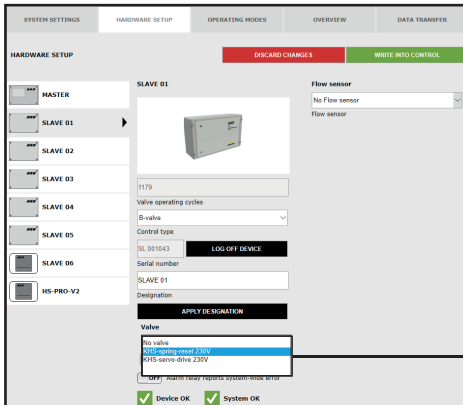 SYSTEM SETTINGS
HARDWARE SETUP
OPERATING MODES
OVERVIEW
DATA TRANSFER
HARDWARE SETUP
DISCARD CHANGES
WRITE INTO CONTROL
MASTER
SLAVE 01
SLAVE 02
SLAVE 03
SLAVE 04
SLAVE 05
SLAVE 06
HS-PRO-V2
SLAVE 01
1179
Valve operating cycles
B-valve
Control type
SL 001043
LOG OFF DEVICE
Serial number
SLAVE 01
Designation
APPLY DESIGNATION
Valve
No valve
KHS-spring-reset 230V
KHS-servo-drive 230V
OFF
Alarm relay reports system-wide error
Device OK
System OK
Flow sensor
No Flow sensor
Flow sensor